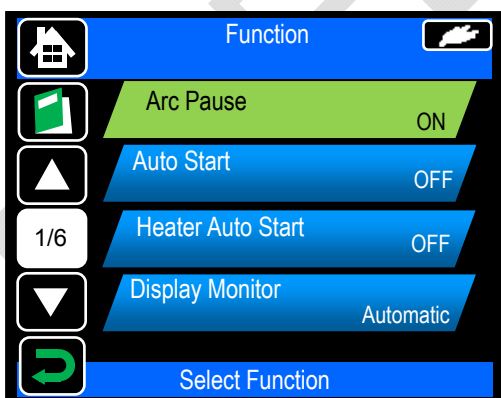 Function
Arc Pause
ON
Auto Start
OFF
1/6
Heater Auto Start
OFF
Display Monitor
Automatic
Select Function